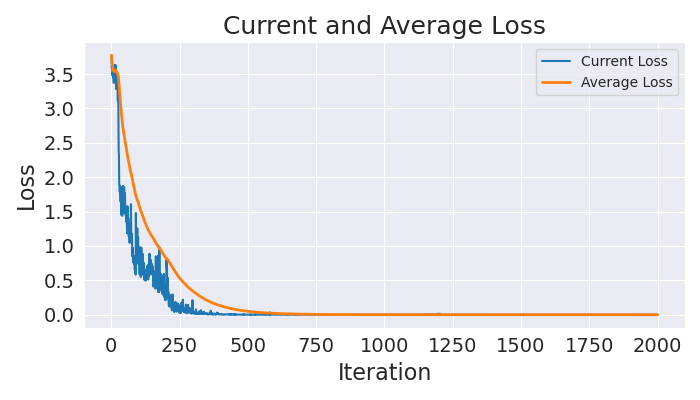 Current and Average Loss
Current Loss
Average Loss
Loss
3.5
3.0
2.5
2.0
1.5
1.0
0.5
0.0
0 250 500 750 1000 1250 1500 1750 2000
Iteration